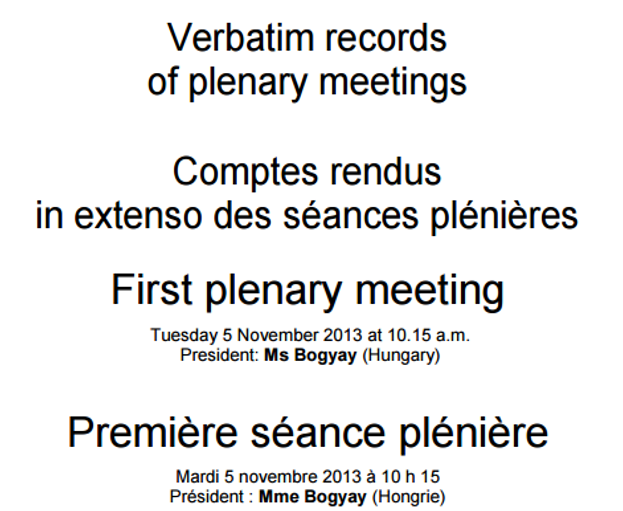 Verbatim records
of plenary meetings
Comptes rendus
in extenso des séances plénières
First plenary meeting
Tuesday 5 November 2013 at 10.15 a.m.
President: Ms Bogyay (Hungary)
Première séance plénière
Mardi 5 novembre 2013 à 10 h 15
Président : Mme Bogyay (Hongrie)